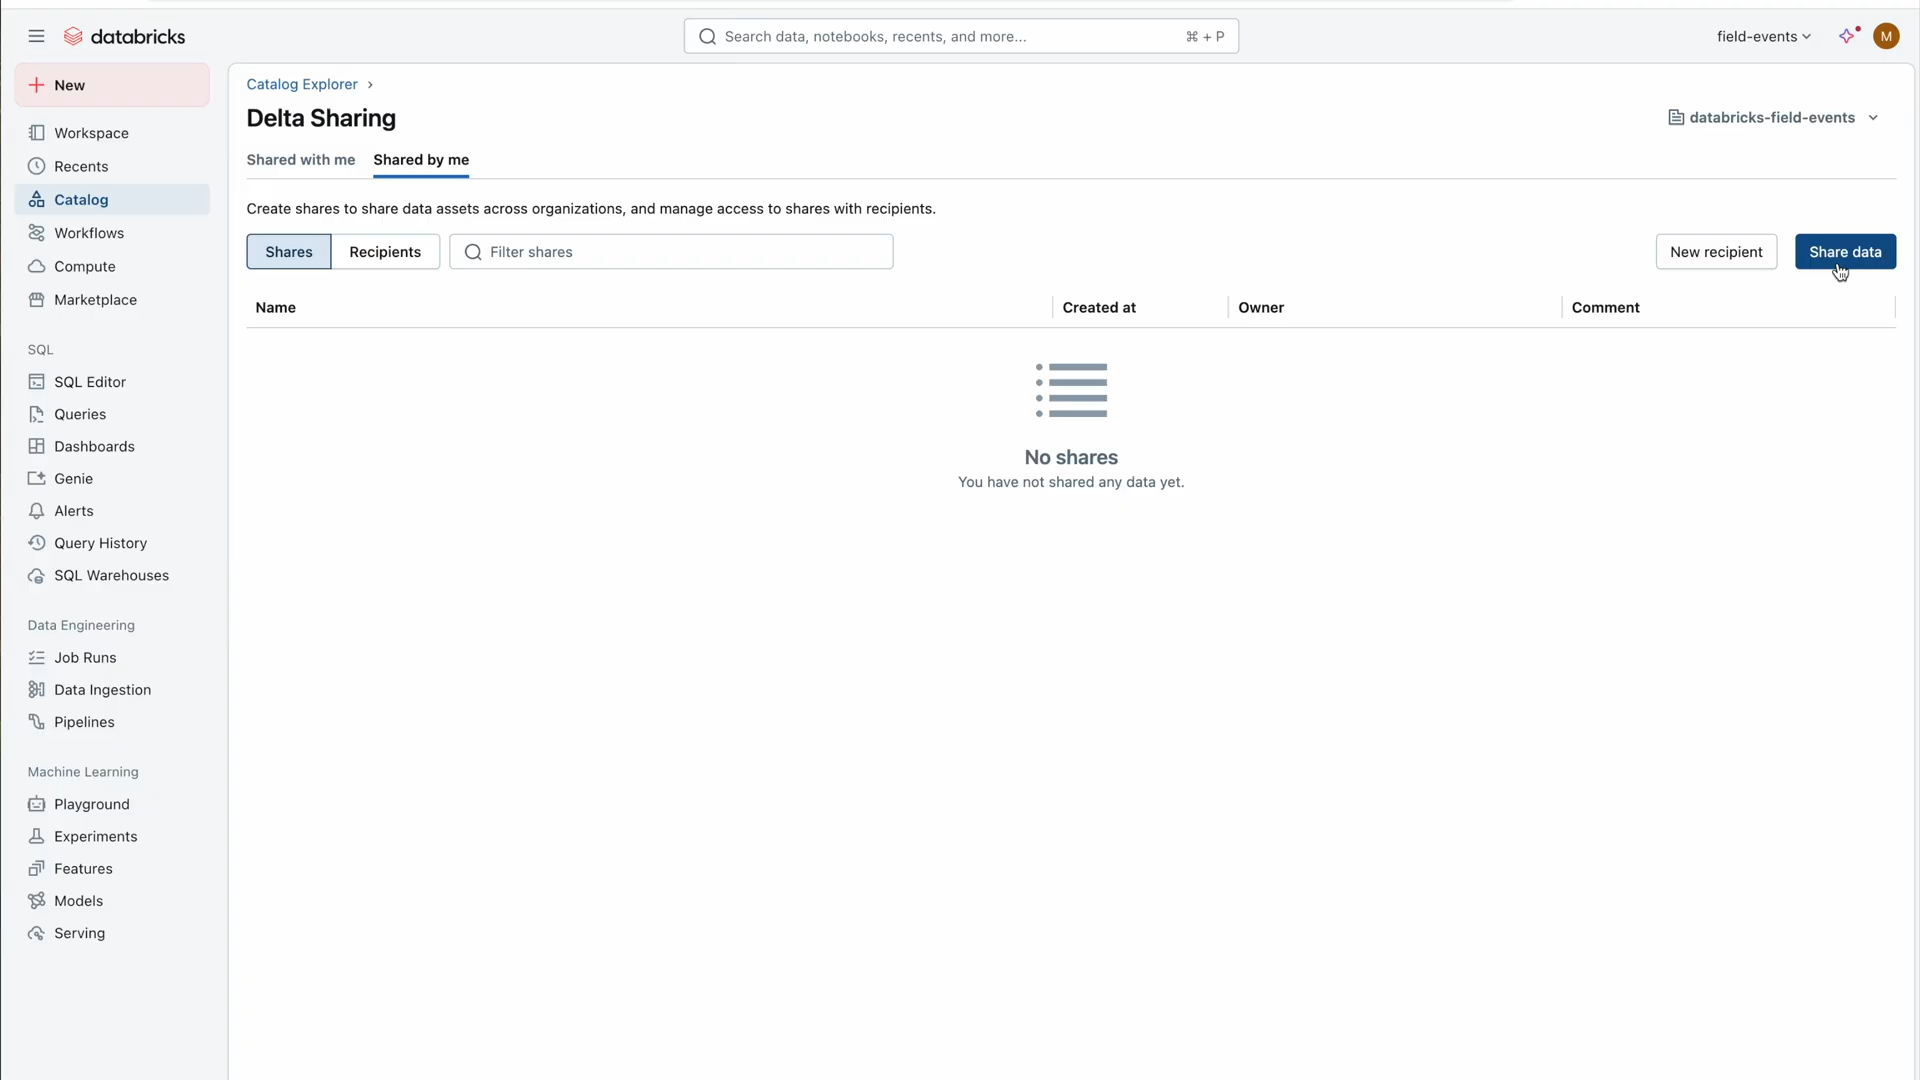 databricks
Search data, notebooks, recents, and more...
⌘ + P
field-events
M
New
Workspace
Recents
Catalog
Workflows
Compute
Marketplace
SQL
SQL Editor
Queries
Dashboards
Genie
Alerts
Query History
SQL Warehouses
Data Engineering
Job Runs
Data Ingestion
Pipelines
Machine Learning
Playground
Experiments
Features
Models
Serving
Catalog Explorer ›
Delta Sharing
databricks-field-events
Shared with me
Shared by me
Create shares to share data assets across organizations, and manage access to shares with recipients.
Shares
Recipients
Filter shares
New recipient
Share data
Name
Created at
Owner
Comment
No shares
You have not shared any data yet.